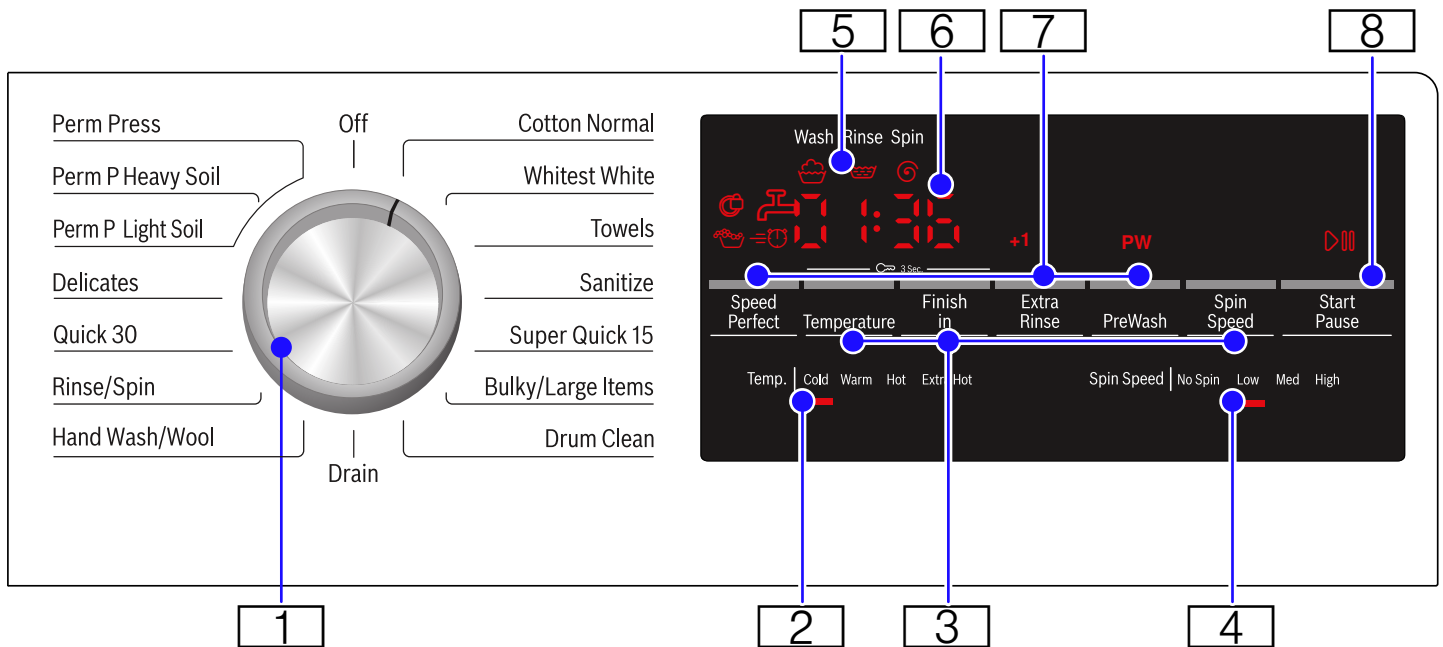 5 6 7 8
Perm Press
Off
Cotton Normal
Perm P Heavy Soil
Whitest White
Perm P Light Soil
Towels
Delicates
Sanitize
Quick 30
Super Quick 15
Rinse/Spin
Bulky/Large Items
Hand Wash/Wool
Drum Clean
Drain
Wash Rinse Spin
01:36
+1
PW
3 Sec.
Speed
Perfect
Temperature
Finish
in
Extra
Rinse
PreWash
Spin
Speed
Start
Pause
Temp. Cold Warm Hot Extra Hot
Spin Speed No Spin Low Med High
1 2 3 4